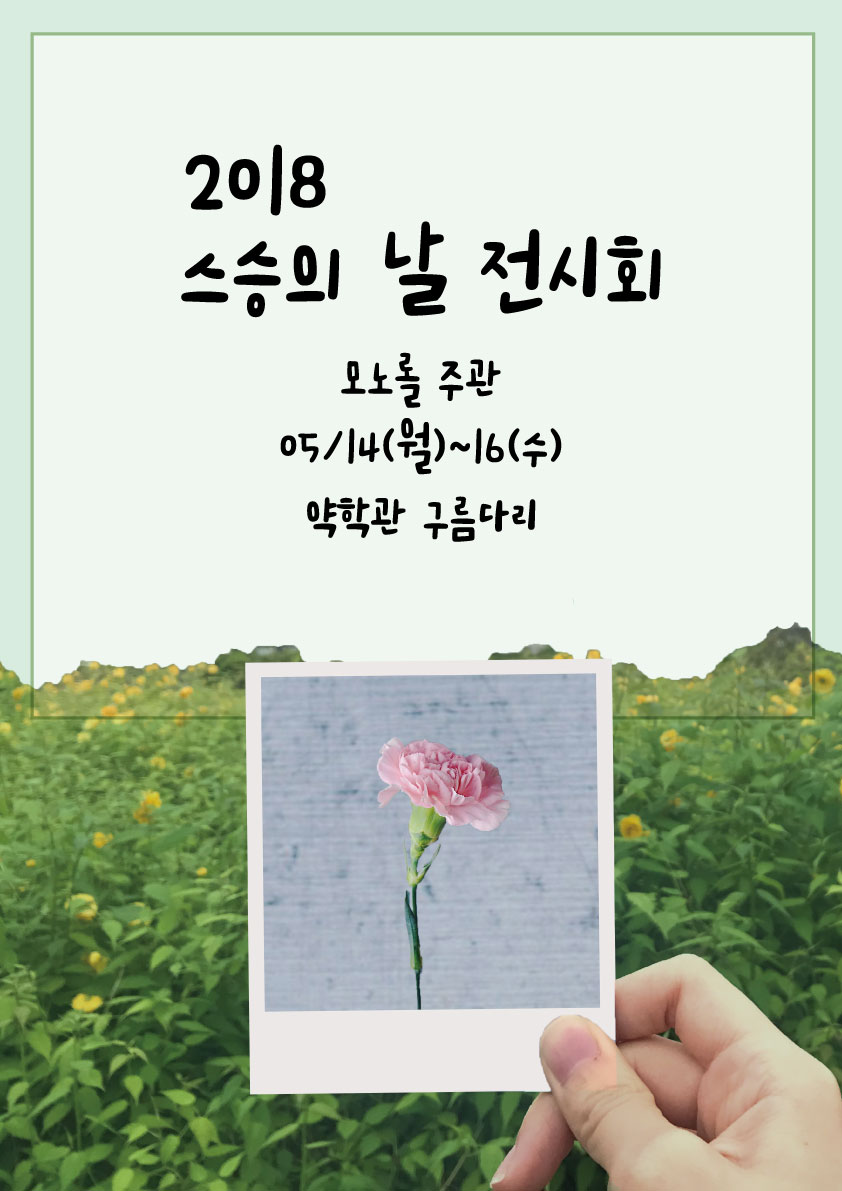 2018
스승의 날 전시회
모노롤 주관
05/14(월)~16(수)
약학관 구름다리